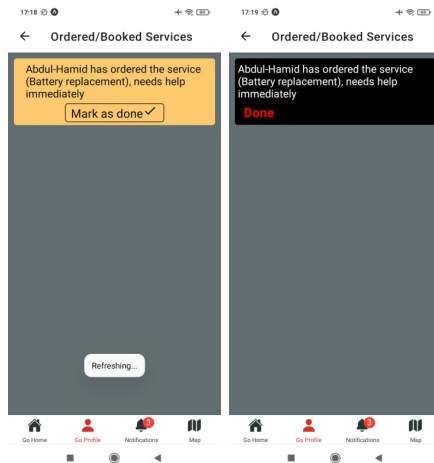 17:18
89
Ordered/Booked Services
Abdul-Hamid has ordered the service
(Battery replacement), needs help
immediately
Mark as done
Refreshing...
3
Go Home Go Profile Notifications Map
17:19
89
Ordered/Booked Services
Abdul-Hamid has ordered the service
(Battery replacement), needs help
immediately
Done
3
Go Home Go Profile Notifications Map